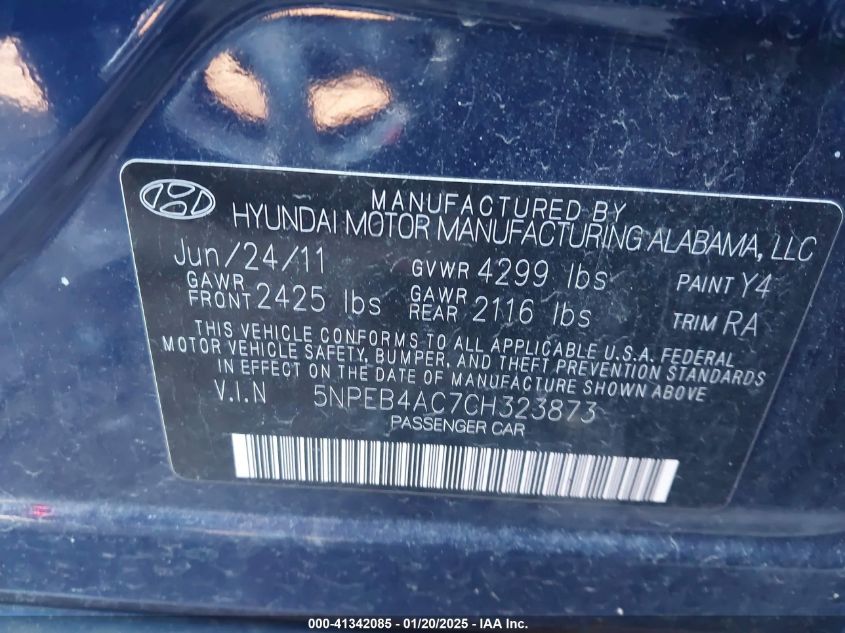 MANUFACTURED BY
HYUNDAI MOTOR MANUFACTURING ALABAMA, LLC
Jun/24/11 GVWR 4299 lbs PAINT Y4
GAWR FRONT 2425 lbs GAWR REAR 2116 lbs TRIM RA
THIS VEHICLE CONFORMS TO ALL APPLICABLE U.S.A. FEDERAL
MOTOR VEHICLE SAFETY, BUMPER, AND THEFT PREVENTION STANDARDS
IN EFFECT ON THE DATE OF MANUFACTURE SHOWN ABOVE.
V.I.N 5NPEB4AC7CH323873
PASSENGER CAR
000-41342085 - 01/20/2025 - IAA Inc.